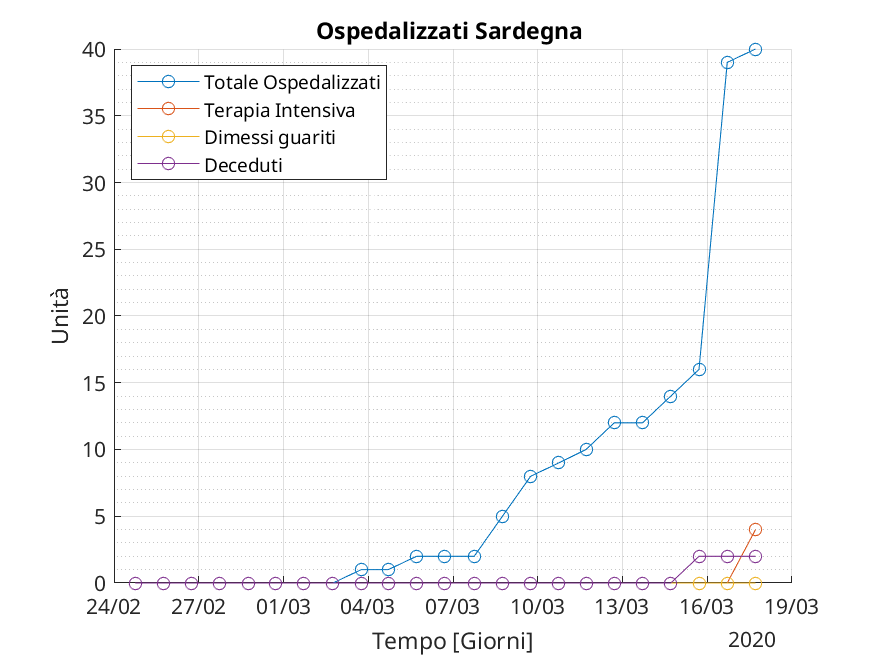 Ospedalizzati Sardegna
Totale Ospedalizzati
Terapia Intensiva
Dimessi guariti
Deceduti
Unità
40
35
30
25
20
15
10
5
0
24/02 27/02 01/03 04/03 07/03 10/03 13/03 16/03 19/03
Tempo [Giorni]
2020